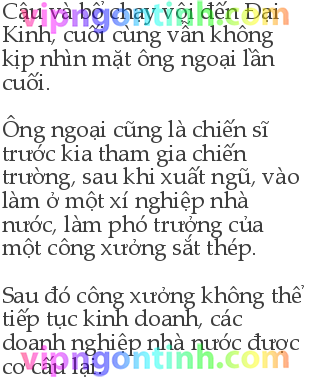 Cậu và bố chạy vội đến Đại
Kinh, cuối cùng vẫn không
kịp nhìn mặt ông ngoại lần
cuối.
Ông ngoại cũng là chiến sĩ
trước kia tham gia chiến
trường, sau khi xuất ngũ, vào
làm ở một xí nghiệp nhà
nước, làm phó trưởng của
một công xưởng sắt thép.
Sau đó công xưởng không thể
tiếp tục kinh doanh, các
doanh nghiệp nhà nước được
cơ cấu lại.
vipngontinh.com
vipngontinh.com